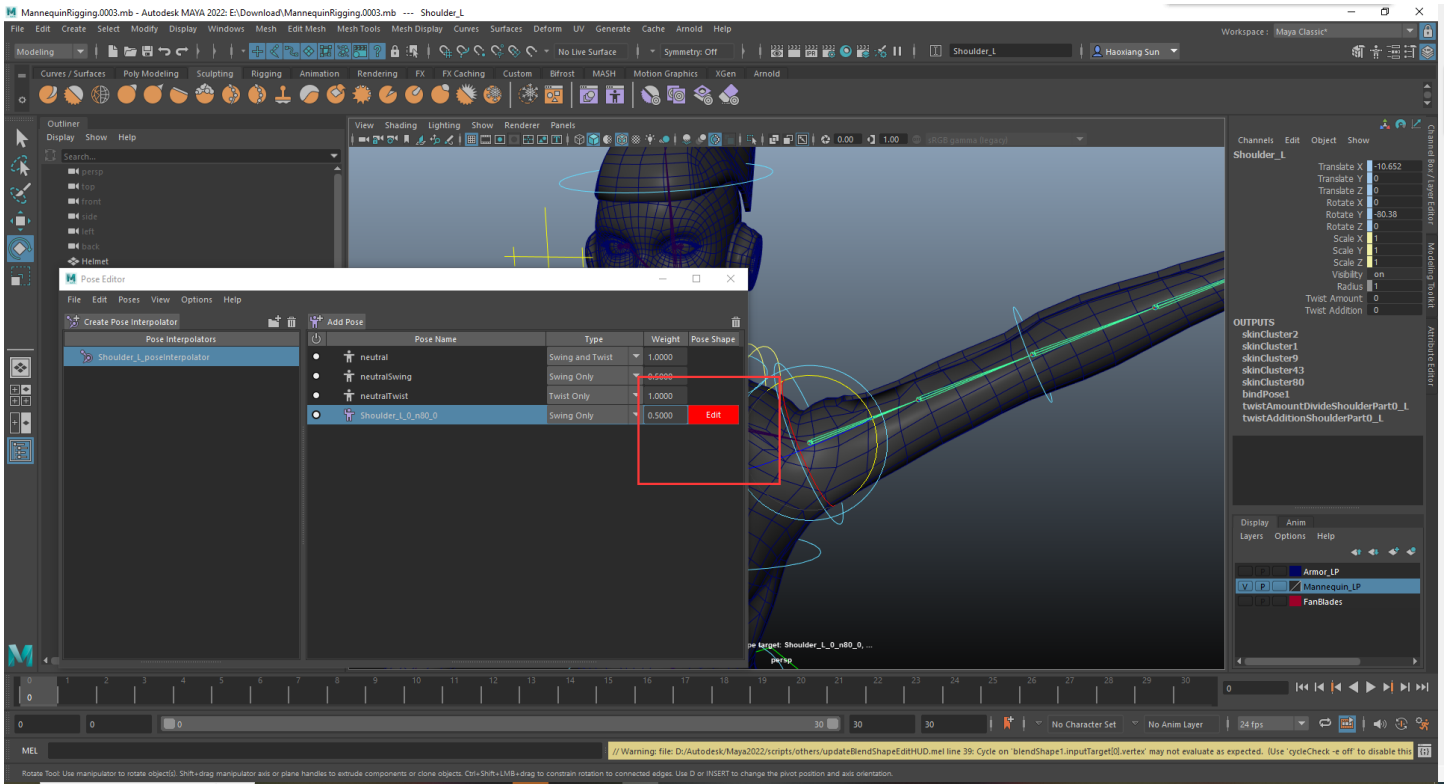 MannequinRigging.0003.mb - Autodesk MAYA 2022: E:\Download\MannequinRigging.0003.mb --- Shoulder_L
File Edit Create Select Modify Display Windows Mesh Edit Mesh Mesh Tools Mesh Display Curves Surfaces Deform UV Generate Cache Arnold Help
Workspace: Maya Classic*
Modeling No Live Surface Symmetry: Off Shoulder_L Haoxiang Sun
Curves / Surfaces Poly Modeling Sculpting Rigging Animation Rendering FX FX Caching Custom Bifrost MASH Motion Graphics XGen Arnold
Outliner
Display Show Help
Search...
persp
top
front
side
left
back
Helmet
View Shading Lighting Show Renderer Panels
0.00 1.00 sRGB gamma (legacy)
Pose Editor
File Edit Poses View Options Help
Create Pose Interpolator
Add Pose
Pose Interpolators
Pose Name Type Weight Pose Shape
Shoulder_L_poseInterpolator
neutral Swing and Twist 1.0000
neutralSwing Swing Only 0.5000
neutralTwist Twist Only 1.0000
Shoulder_L_0_n80_0 Swing Only 0.5000 Edit
pe target: Shoulder_L_0_n80_0, ...
persp
Channels Edit Object Show
Shoulder_L
Translate X -10.652
Translate Y 0
Translate Z 0
Rotate X 0
Rotate Y -80.38
Rotate Z 0
Scale X 1
Scale Y 1
Scale Z 1
Visibility on
Radius 1
Twist Amount 0
Twist Addition 0
OUTPUTS
skinCluster2
skinCluster1
skinCluster9
skinCluster43
skinCluster80
bindPose1
twistAmountDivideShoulderPart0_L
twistAdditionShoulderPart0_L
Channel Box / Layer Editor
Modeling Toolkit
Attribute Editor
Display Anim
Layers Options Help
P Armor_LP
V P Mannequin_LP
P FanBlades
0 1 2 3 4 5 6 7 8 9 10 11 12 13 14 15 16 17 18 19 20 21 22 23 24 25 26 27 28 29 30
0 0
0 0 0 30 30 30 No Character Set No Anim Layer 24 fps
MEL // Warning: file: D:/Autodesk/Maya2022/scripts/others/updateBlendShapeEditHUD.mel line 39: Cycle on 'blendShape1.inputTarget[0].vertex' may not evaluate as expected. (Use 'cycleCheck -e off' to disable this
Rotate Tool: Use manipulator to rotate object(s). Shift+drag manipulator axis or plane handles to extrude components or clone objects. Ctrl+Shift+LMB+drag to constrain rotation to connected edges. Use D or INSERT to change the pivot position and axis orientation.